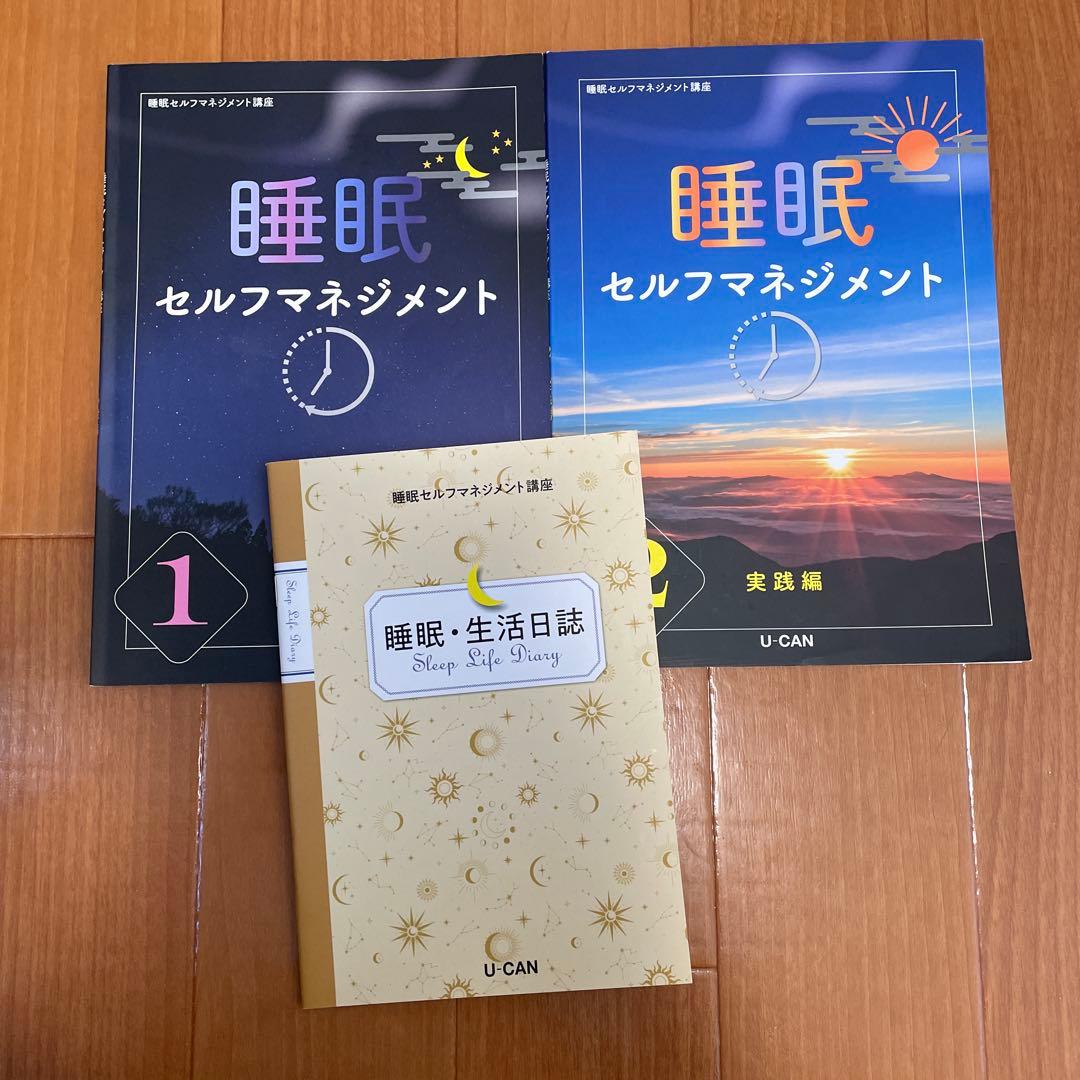 睡眠セルフマネジメント講座
睡眠
セルフマネジメント
1
睡眠セルフマネジメント講座
睡眠
セルフマネジメント
2
実践編
U-CAN
睡眠セルフマネジメント講座
Sleep Life Diary
睡眠・生活日誌
Sleep Life Diary
U-CAN